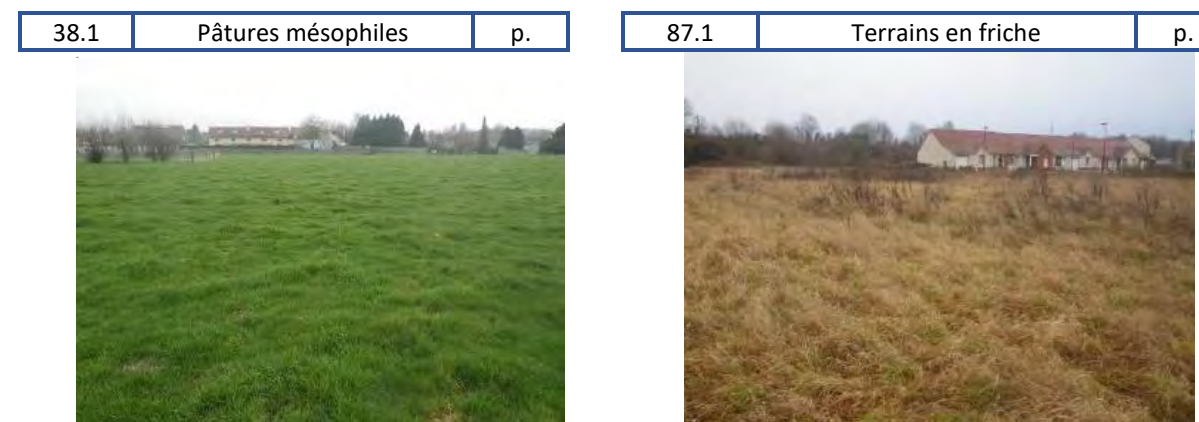 38.1 Pâtures mésophiles p.
87.1 Terrains en friche p.